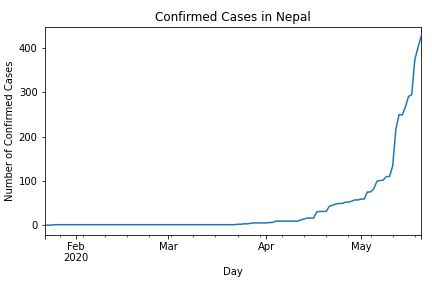 Confirmed Cases in Nepal
Number of Confirmed Cases
400
300
200
100
0
Feb
2020
Mar
Apr
May
Day